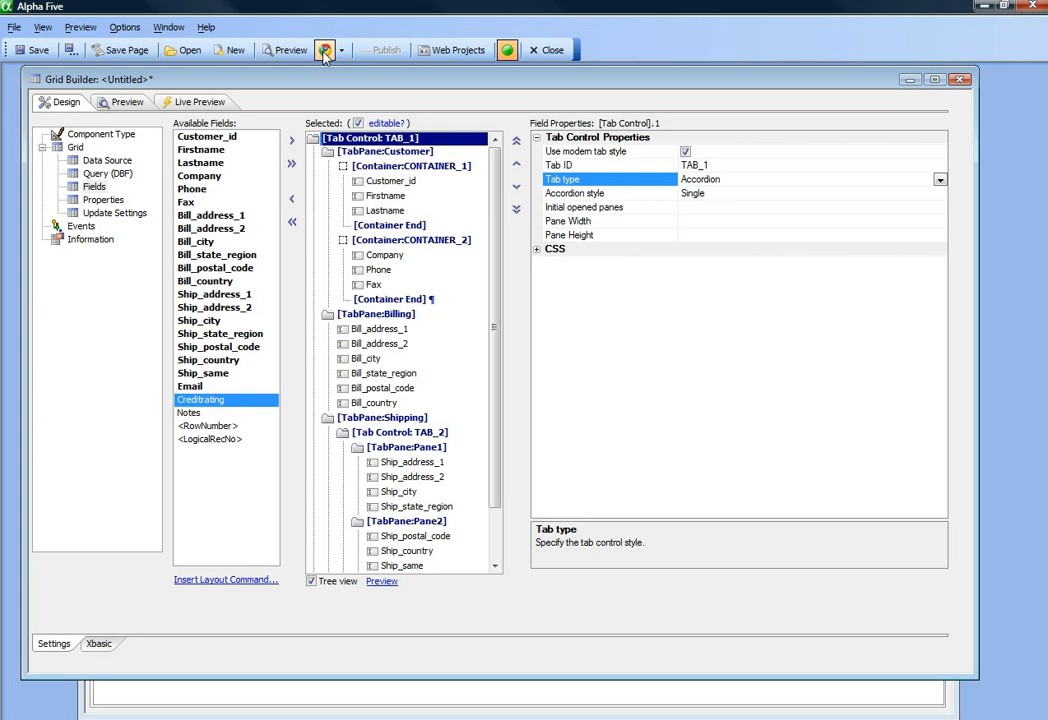 Alpha Five
File View Preview Options Window Help
Save Save Page Open New Preview Publish Web Projects Close
Grid Builder: <Untitled>*
Design Preview Live Preview
Component Type
Grid
Data Source
Query (DBF)
Fields
Properties
Update Settings
Events
Information
Available Fields:
Customer_id
Firstname
Lastname
Company
Phone
Fax
Bill_address_1
Bill_address_2
Bill_city
Bill_state_region
Bill_postal_code
Bill_country
Ship_address_1
Ship_address_2
Ship_city
Ship_state_region
Ship_postal_code
Ship_country
Ship_same
Email
Creditrating
Notes
<RowNumber>
<LogicalRecNo>
Insert Layout Command...
Selected: ( editable? )
[Tab Control: TAB_1]
[TabPane:Customer]
[Container:CONTAINER_1]
Customer_id
Firstname
Lastname
[Container End]
[Container:CONTAINER_2]
Company
Phone
Fax
[Container End] ¶
[TabPane:Billing]
Bill_address_1
Bill_address_2
Bill_city
Bill_state_region
Bill_postal_code
Bill_country
[TabPane:Shipping]
[Tab Control: TAB_2]
[TabPane:Pane1]
Ship_address_1
Ship_address_2
Ship_city
Ship_state_region
[TabPane:Pane2]
Ship_postal_code
Ship_country
Ship_same
Tree view Preview
Field Properties: [Tab Control].1
Tab Control Properties
Use modern tab style
Tab ID TAB_1
Tab type Accordion
Accordion style Single
Initial opened panes
Pane Width
Pane Height
CSS
Tab type
Specify the tab control style.
Settings Xbasic